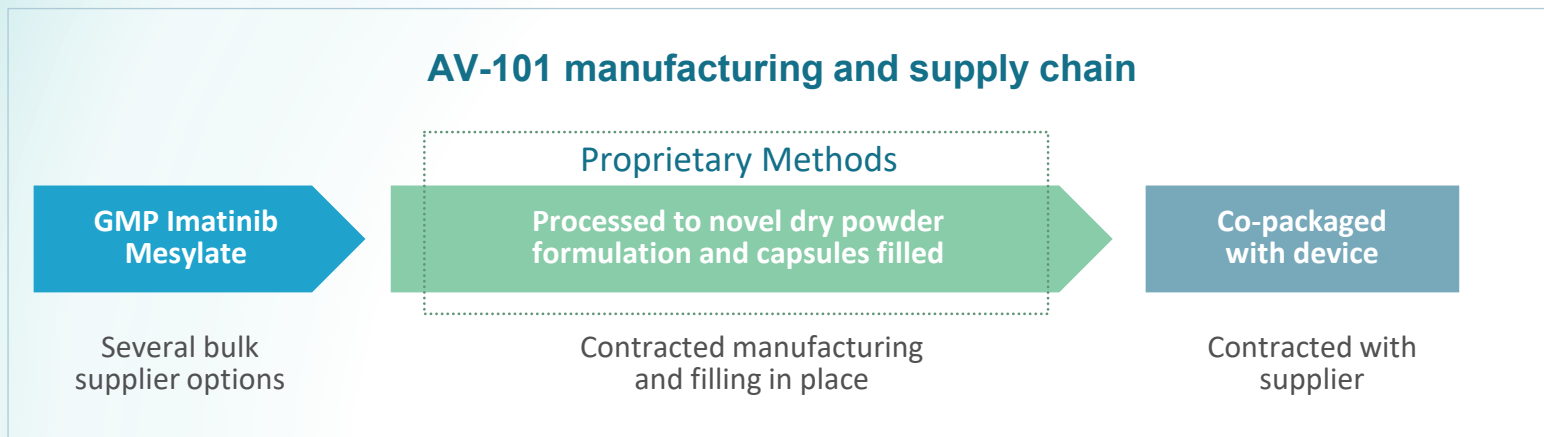 AV-101 manufacturing and supply chain
Proprietary Methods
GMP Imatinib
Mesylate
Processed to novel dry powder
formulation and capsules filled
Co-packaged
with device
Several bulk
supplier options
Contracted manufacturing
and filling in place
Contracted with
supplier